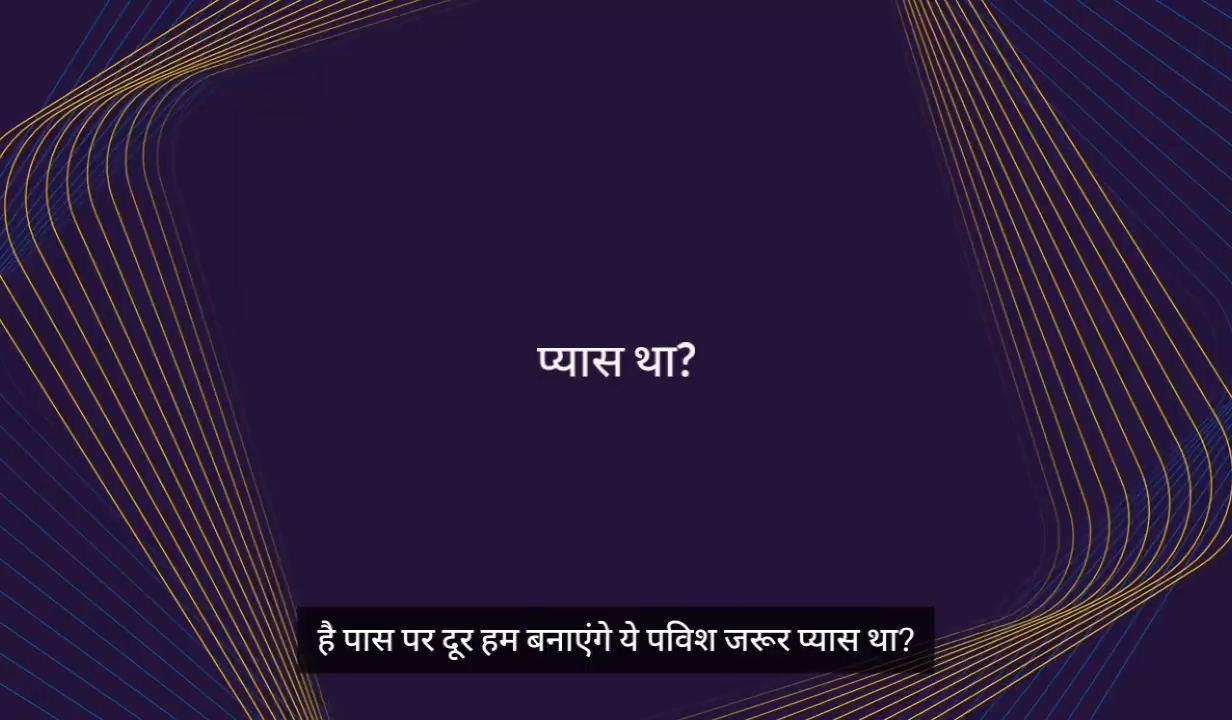 प्यास था?
है पास पर दूर हम बनाएंगे ये पविश जरूर प्यास था?